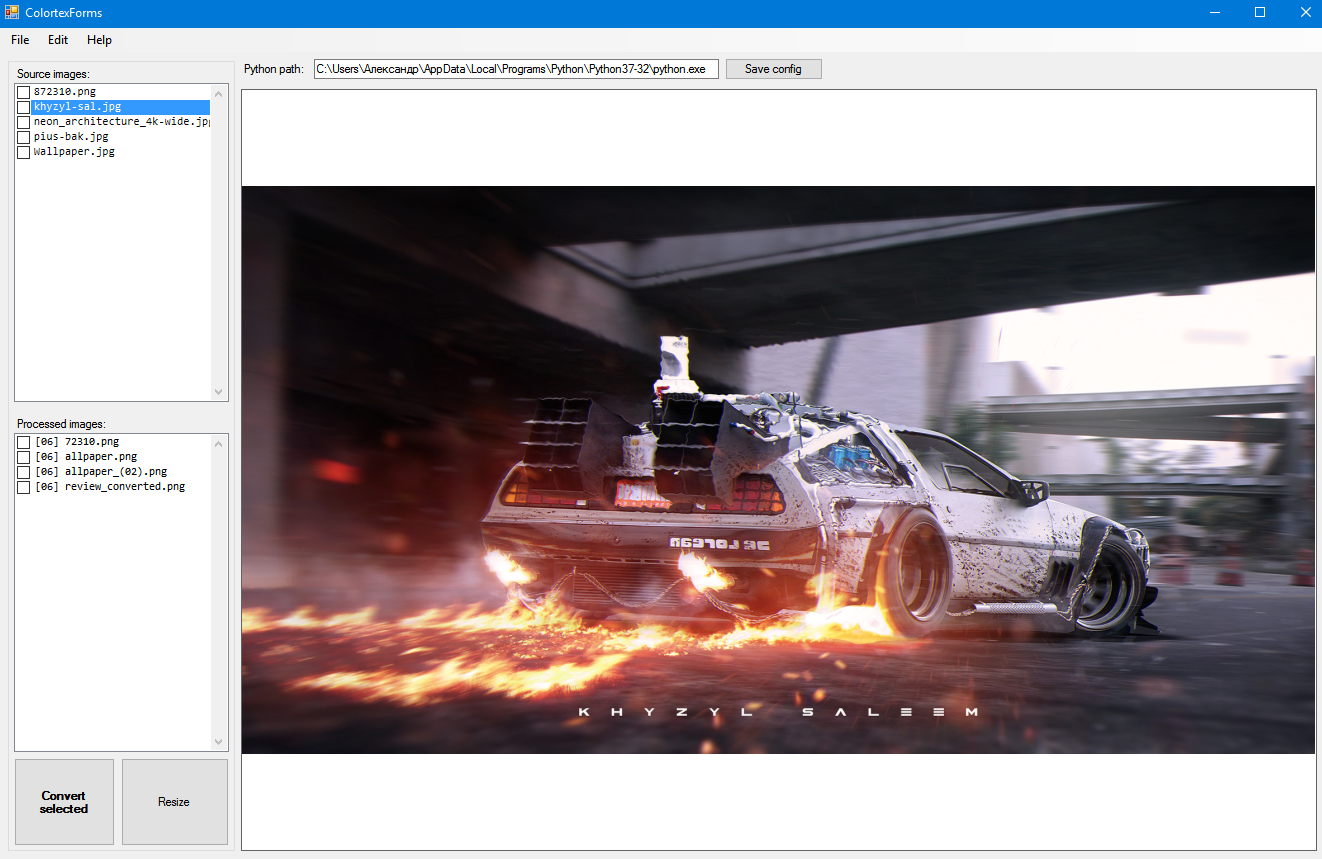 ColortexForms
File Edit Help
Source images:
872310.png
khyzyl-sal.jpg
neon_architecture_4k-wide.jp
pius-bak.jpg
Wallpaper.jpg
Processed images:
[06] 72310.png
[06] allpaper.png
[06] allpaper_(02).png
[06] review_converted.png
Convert
selected
Resize
Python path: C:\Users\Александр\AppData\Local\Programs\Python\Python37-32\python.exe Save config
KHYZYL SALEEM